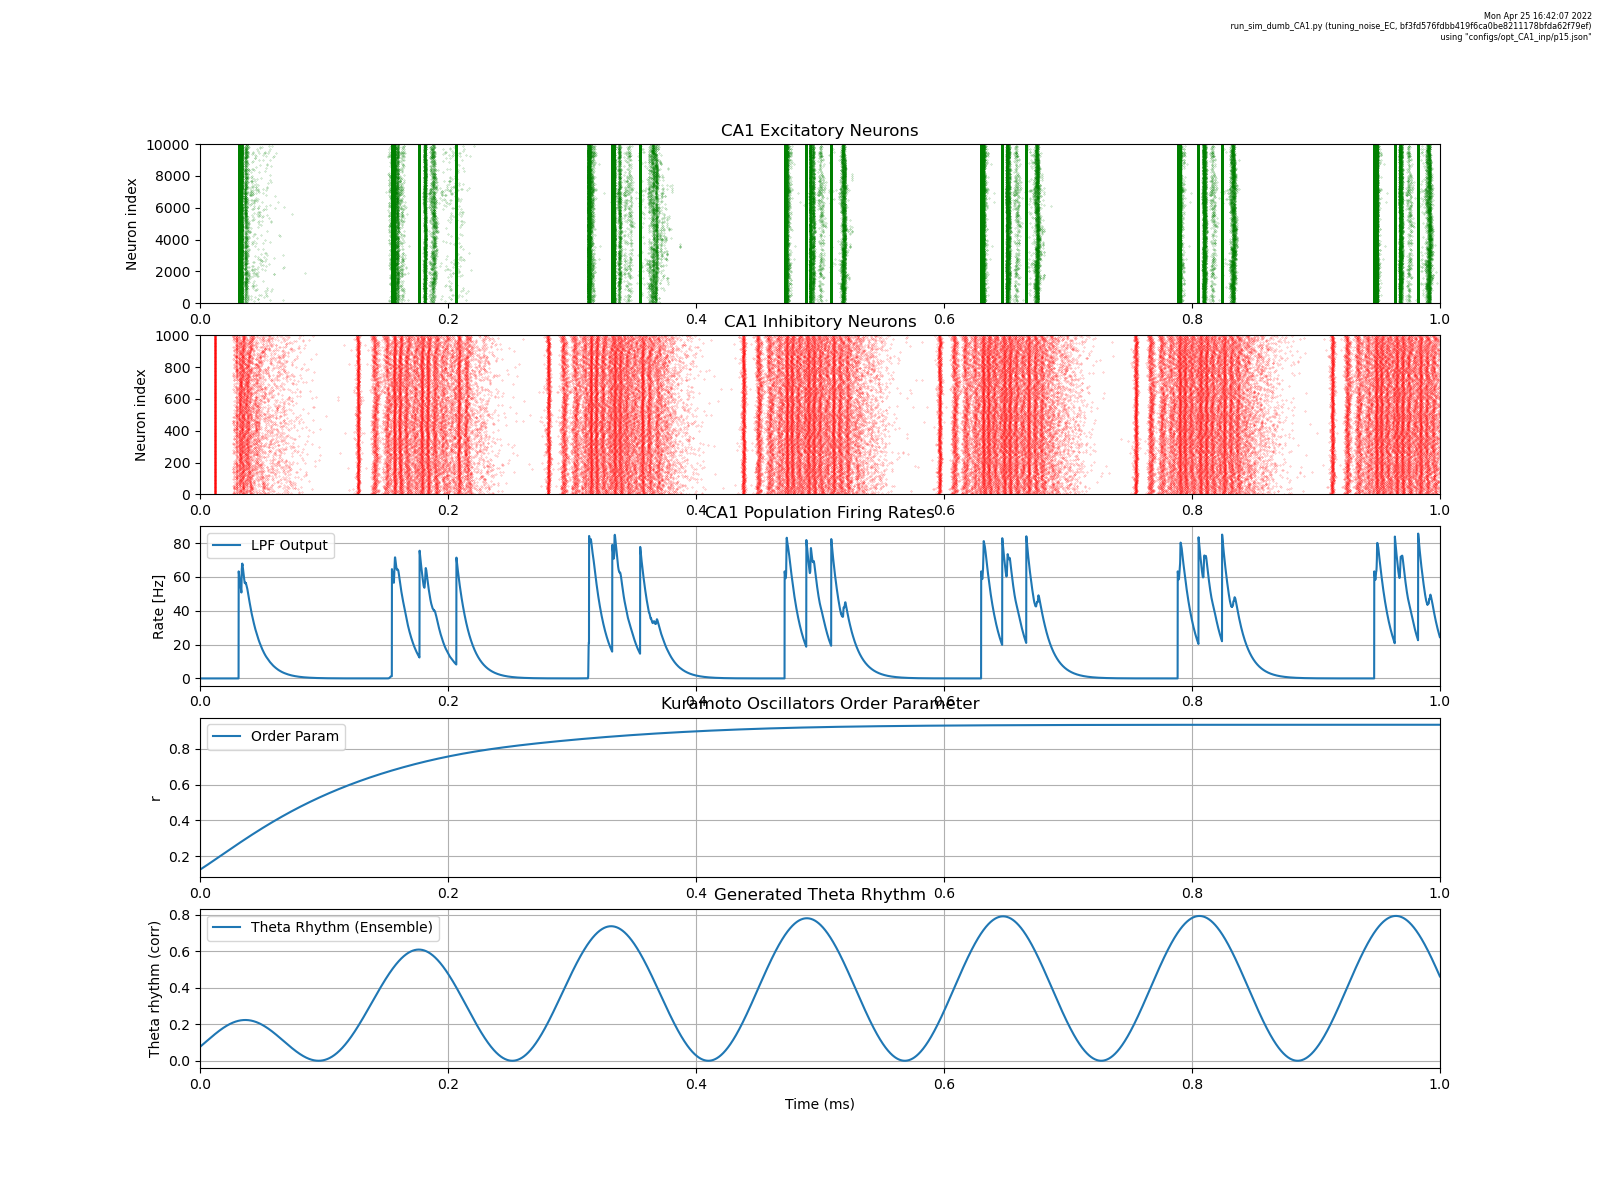 Mon Apr 25 16:42:07 2022
run_sim_dumb_CA1.py (tuning_noise_EC, bf3fd576fdbb419f6ca0be8211178bfda62f79ef)
using "configs/opt_CA1_inp/p15.json"
CA1 Excitatory Neurons
Neuron index
10000
8000
6000
4000
2000
0
0.0 0.2 0.4 0.6 0.8 1.0
CA1 Inhibitory Neurons
Neuron index
1000
800
600
400
200
0
0.0 0.2 0.4 0.6 0.8 1.0
CA1 Population Firing Rates
LPF Output
Rate [Hz]
80
60
40
20
0
0.0 0.2 0.4 0.6 0.8 1.0
Kuramoto Oscillators Order Parameter
Order Param
r
0.8
0.6
0.4
0.2
0.0 0.2 0.4 0.6 0.8 1.0
Generated Theta Rhythm
Theta Rhythm (Ensemble)
Theta rhythm (corr)
0.8
0.6
0.4
0.2
0.0
0.0 0.2 0.4 0.6 0.8 1.0
Time (ms)